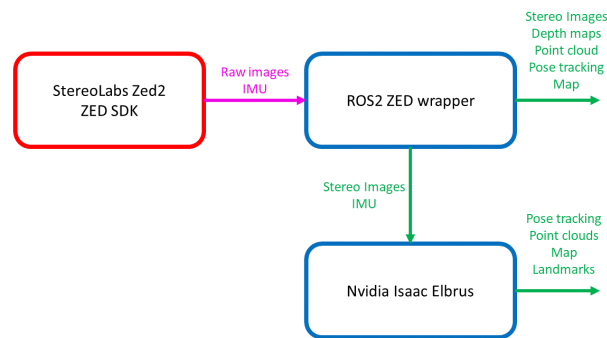 StereoLabs Zed2
ZED SDK
Raw images
IMU
ROS2 ZED wrapper
Stereo Images
Depth maps
Point cloud
Pose tracking
Map
Stereo Images
IMU
Nvidia Isaac Elbrus
Pose tracking
Point clouds
Map
Landmarks